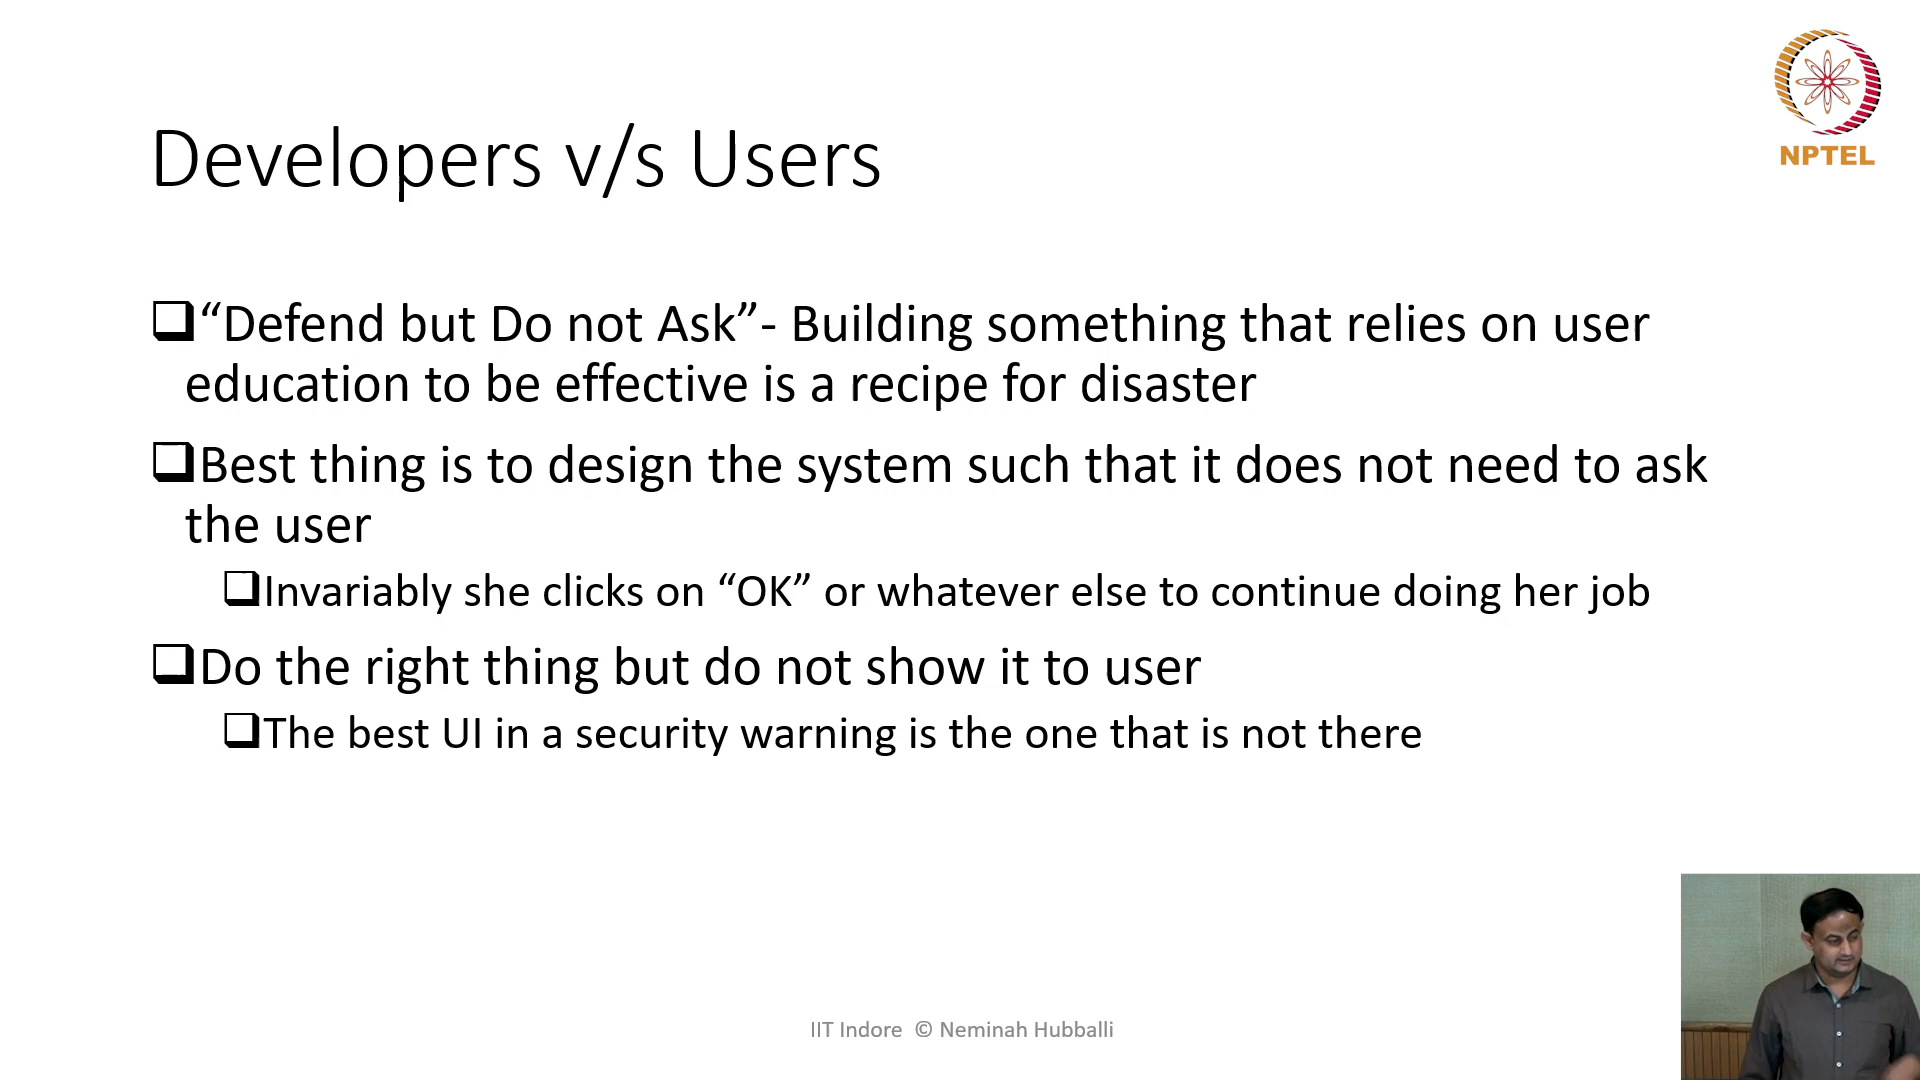 NPTEL
Developers v/s Users
“Defend but Do not Ask”- Building something that relies on user
education to be effective is a recipe for disaster
Best thing is to design the system such that it does not need to ask
the user
Invariably she clicks on “OK” or whatever else to continue doing her job
Do the right thing but do not show it to user
The best UI in a security warning is the one that is not there
IIT Indore © Neminah Hubballi